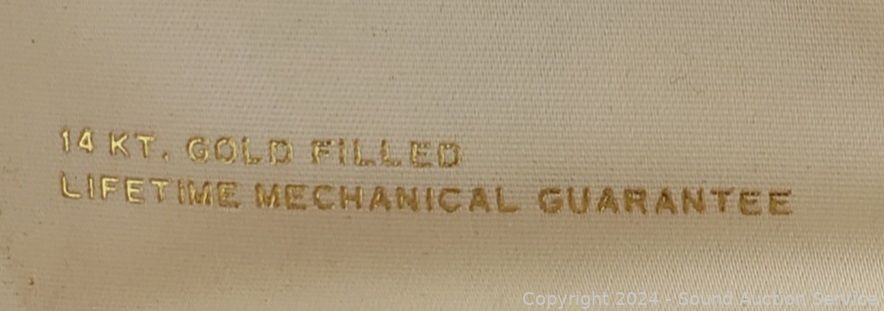 14 KT. GOLD FILLED
LIFETIME MECHANICAL GUARANTEE
Copyright 2024 - Sound Auction Service